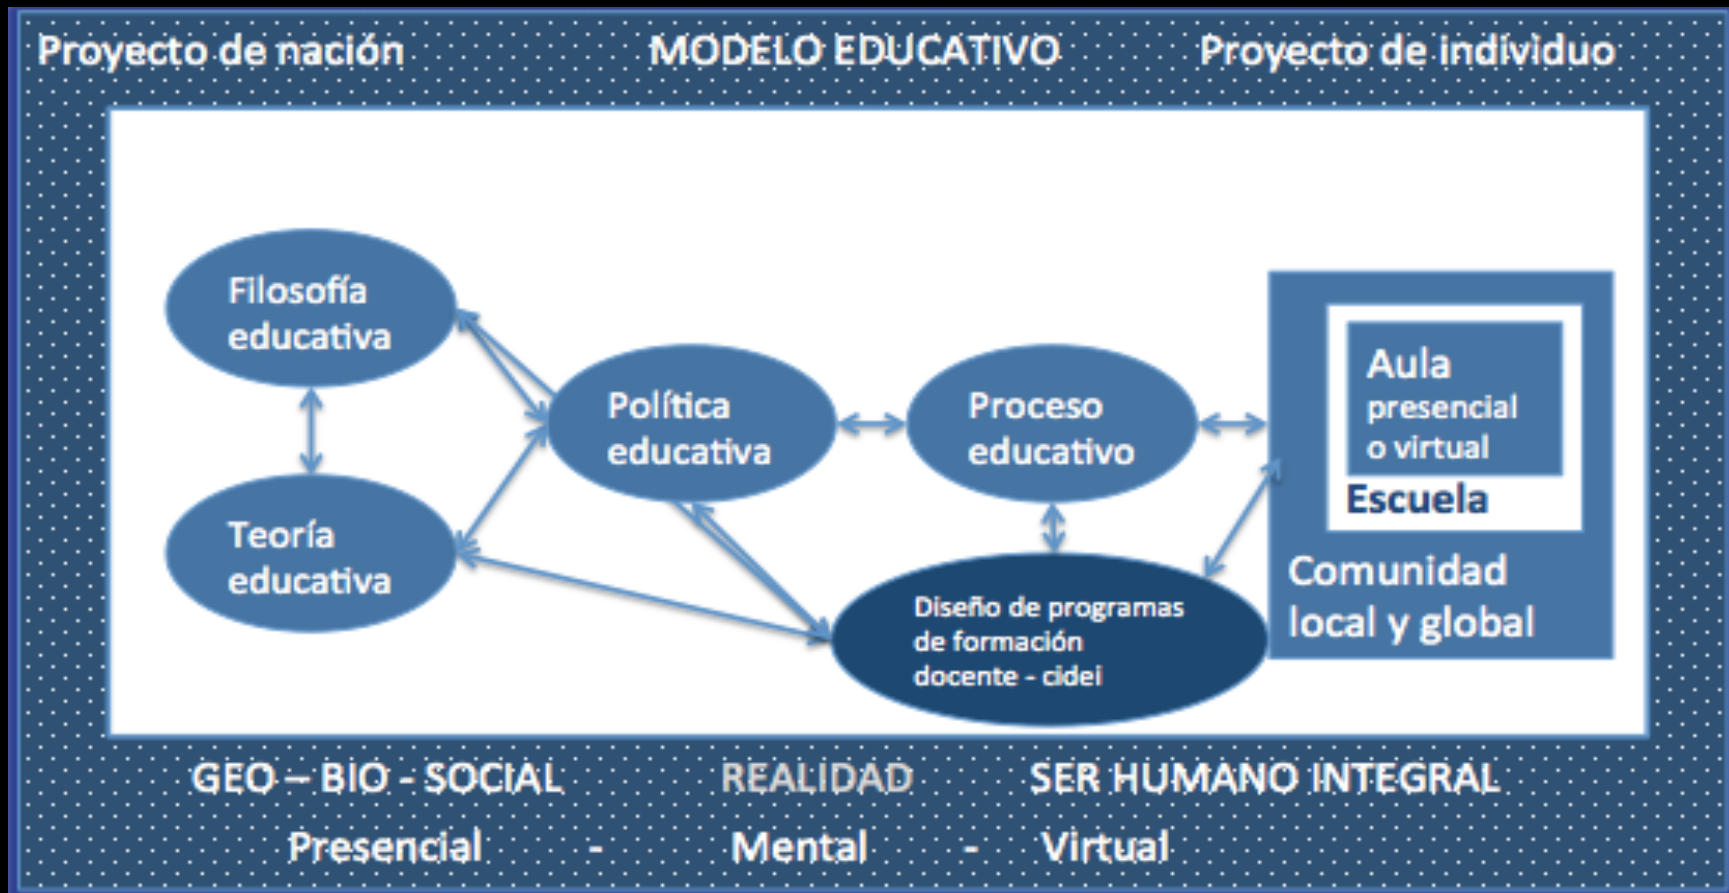 Proyecto de nación
MODELO EDUCATIVO
Proyecto de individuo
Filosofía
educativa
Política
educativa
Proceso
educativo
Aula
presencial
o virtual
Escuela
Comunidad
local y global
Teoría
educativa
Diseño de programas
de formación
docente - cidei
GEO – BIO - SOCIAL
REALIDAD
SER HUMANO INTEGRAL
Presencial - Mental - Virtual